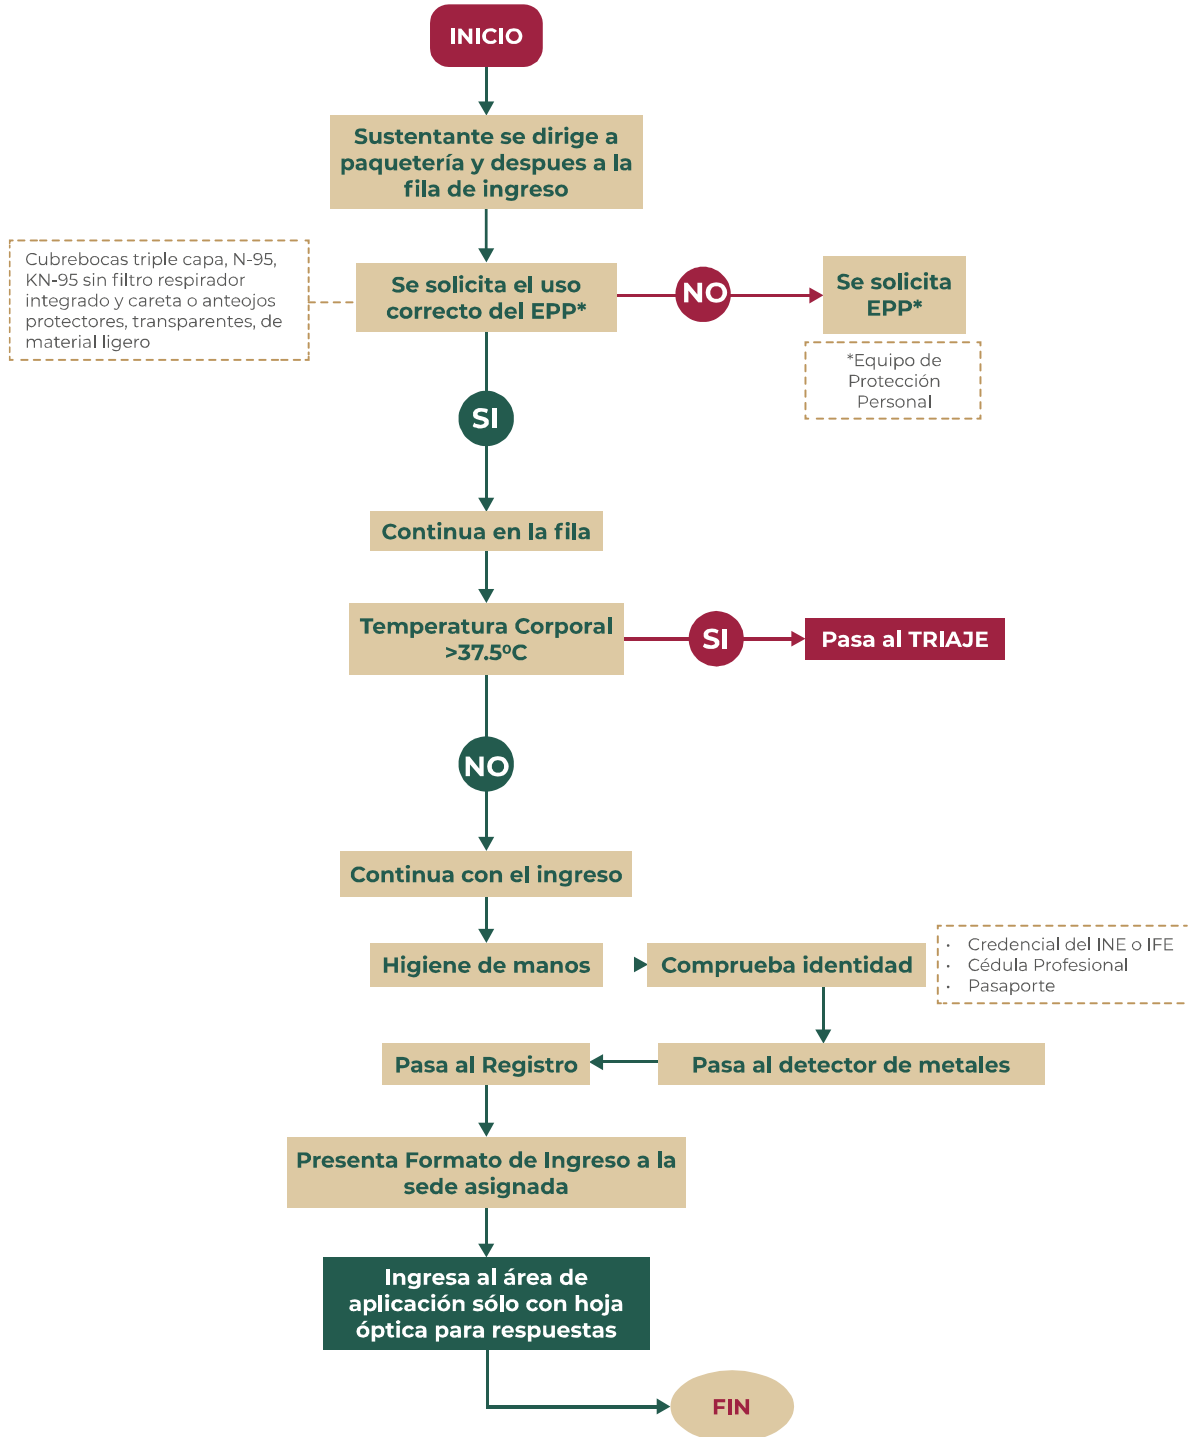 INICIO
Sustentante se dirige a
paquetería y despues a la
fila de ingreso
Cubrebocas triple capa, N-95,
KN-95 sin filtro respirador
integrado y careta o anteojos
protectores, transparentes, de
material ligero
Se solicita el uso
correcto del EPP*
NO
Se solicita
EPP*
*Equipo de
Protección
Personal
SI
Continua en la fila
Temperatura Corporal
>37.5ºC
SI
Pasa al TRIAJE
NO
Continua con el ingreso
Higiene de manos
Comprueba identidad
• Credencial del INE o IFE
• Cédula Profesional
• Pasaporte
Pasa al detector de metales
Pasa al Registro
Presenta Formato de Ingreso a la
sede asignada
Ingresa al área de
aplicación sólo con hoja
óptica para respuestas
FIN